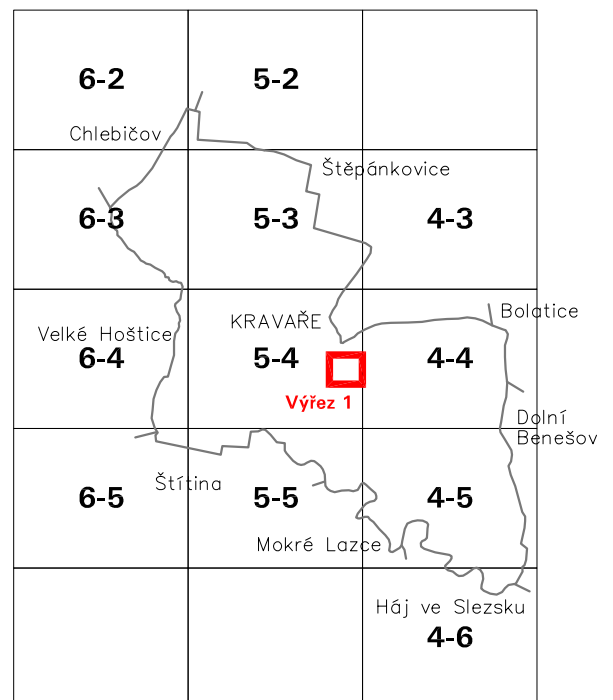 6-2
5-2
Chlebičov
Štěpánkovice
6-3
5-3
4-3
Bolatice
KRAVAŘE
Velké Hoštice
6-4
5-4
4-4
Výřez 1
Dolní
Benešov
Štítina
6-5
5-5
4-5
Mokré Lazce
Háj ve Slezsku
4-6